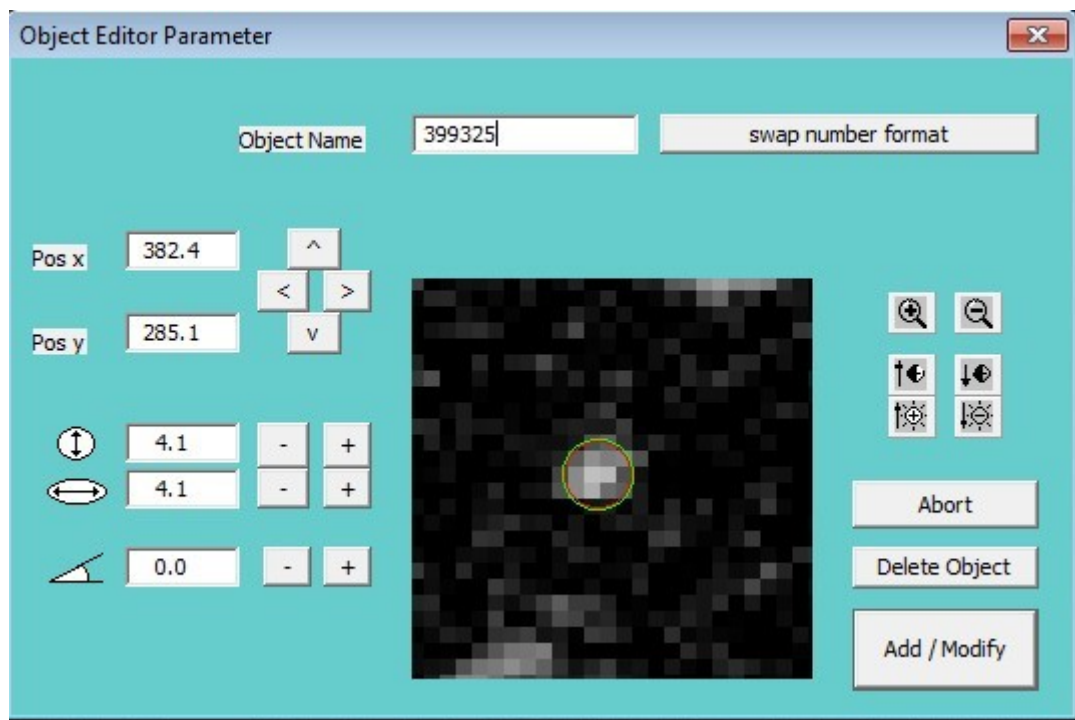 Object Editor Parameter
Object Name 399325 swap number format
Pos x 382.4 ^
< >
Pos y 285.1 v
4.1 - +
4.1 - +
0.0 - +
Abort
Delete Object
Add / Modify